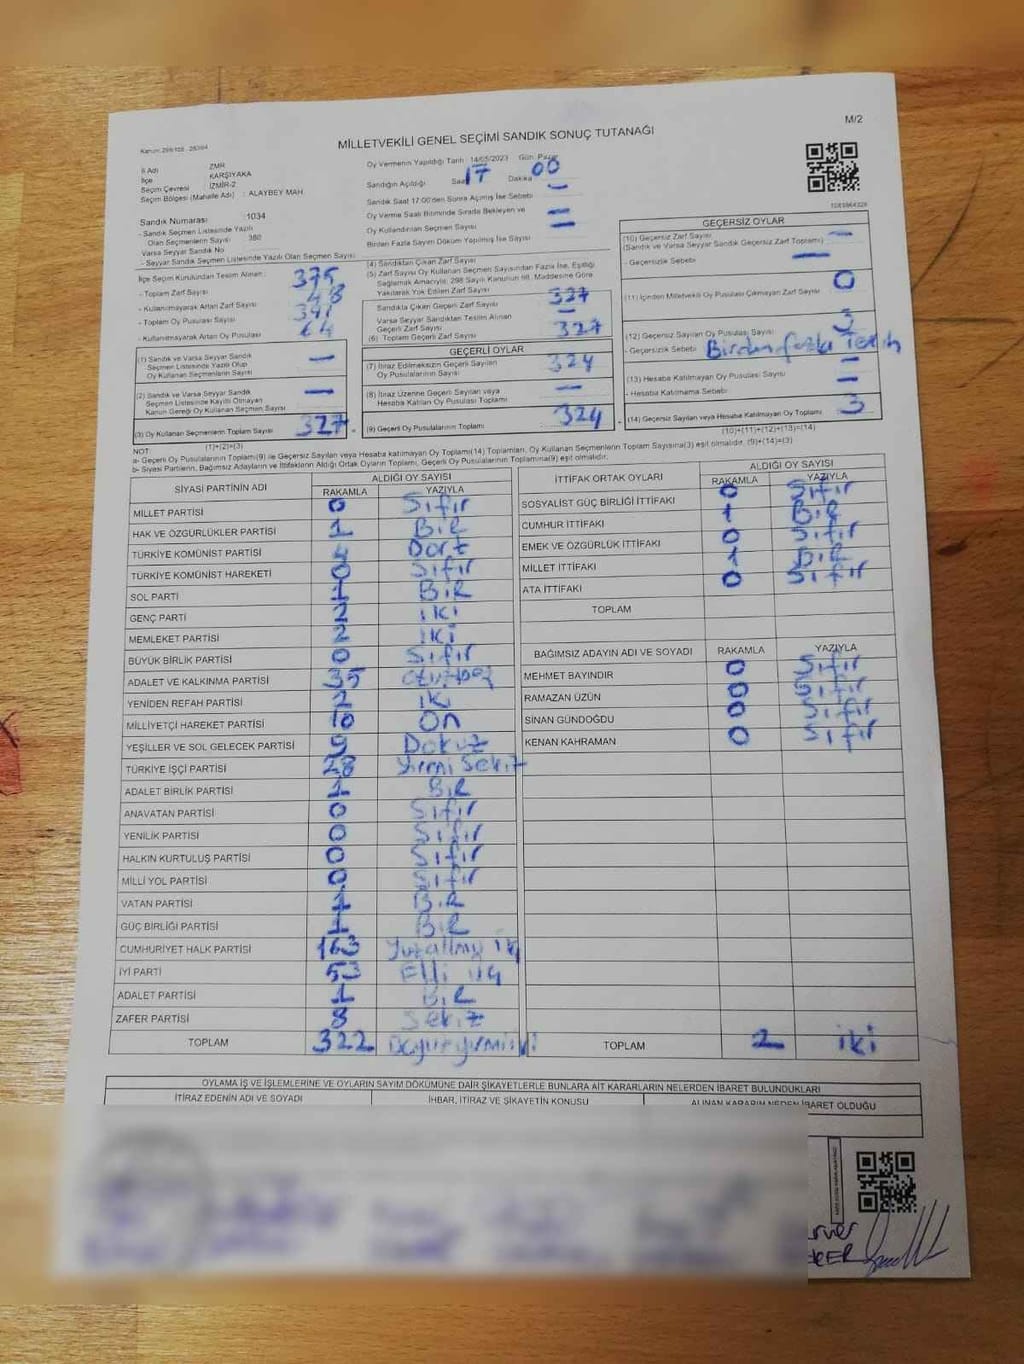 M/2
MİLLETVEKİLİ GENEL SEÇİMİ SANDIK SONUÇ TUTANAĞI
İl Adı : İZMİR
İlçe : KARŞIYAKA
Seçim Çevresi : İZMİR-2
Seçim Bölgesi (Mahalle Adı) : ALAYBEY MAH.
Sandık Numarası : 1034
- Sandık Seçmen Listesinde Yazılı
Olan Seçmenlerin Sayısı 380
Varsa Seyyar Sandık No
- Seyyar Sandık Seçmen Listesinde Yazılı Olan Seçmen Sayısı
Oy Vermenin Yapıldığı Tarih 14/05/2023 Gün Pazar
Sandığın Açıldığı Saat 17 Dakika 00
Sandık Saat 17:00'den Sonra Açılmış İse Sebebi –
Oy Verme Saati Bitiminde Sırada Bekleyen ve
Oy Kullandırılan Seçmen Sayısı
Birden Fazla Sayım Döküm Yapılmış İse Sayısı
İlçe Seçim Kurulundan Teslim Alınan
- Toplam Zarf Sayısı 375
- Kullanılmayarak Artan Zarf Sayısı 48
- Toplam Oy Pusulası Sayısı 391
- Kullanılmayarak Artan Oy Pusulası 64
(1) Sandık ve Varsa Seyyar Sandık
Seçmen Listesinde Yazılı Olup
Oy Kullanan Seçmenlerin Sayısı –
(2) Sandık ve Varsa Seyyar Sandık
Seçmen Listesinde Kayıtlı Olmayan
Kanun Gereği Oy Kullanan Seçmen Sayısı –
(3) Oy Kullanan Seçmenlerin Toplam Sayısı 327
(1)+(2)=(3)
(4) Sandıktan Çıkan Zarf Sayısı
(5) Zarf Sayısı Oy Kullanan Seçmen Sayısından Fazla İse, Eşitliği
Sağlamak Amacıyla; 298 Sayılı Kanunun 98. Maddesine Göre
Yakılarak Yok Edilen Zarf Sayısı
Sandıkta Çıkan Geçerli Zarf Sayısı 327
Varsa Seyyar Sandıktan Teslim Alınan
Geçerli Zarf Sayısı –
(6) Toplam Geçerli Zarf Sayısı 327
GEÇERLİ OYLAR
(7) İtiraz Edilmeksizin Geçerli Sayılan
Oy Pusulalarının Sayısı 324
(8) İtiraz Üzerine Geçerli Sayılan veya
Hesaba Katılan Oy Pusulası Toplamı –
(9) Geçerli Oy Pusulalarının Toplamı 324
GEÇERSİZ OYLAR
(10) Geçersiz Zarf Sayısı
(Sandık ve Varsa Seyyar Sandık Geçersiz Zarf Toplamı) –
- Geçersizlik Sebebi –
(11) İçinden Milletvekili Oy Pusulası Çıkmayan Zarf Sayısı 0
(12) Geçersiz Sayılan Oy Pusulası Sayısı 3
- Geçersizlik Sebebi Birden fazla Tercih
(13) Hesaba Katılmayan Oy Pusulası Sayısı –
- Hesaba Katılmama Sebebi –
(14) Geçersiz Sayılan veya Hesaba Katılmayan Oy Toplamı 3
(10)+(11)+(12)+(13)=(14)
NOT:
a- Geçerli Oy Pusulalarının Toplamı(9) ile Geçersiz Sayılan veya Hesaba katılmayan Oy Toplamı(14) Toplamları, Oy Kullanan Seçmenlerin Toplam Sayısına(3) eşit olmalıdır. (9)+(14)=(3)
b- Siyasi Partilerin, Bağımsız Adayların ve İttifakların Aldığı Ortak Oyların Toplamı, Geçerli Oy Pusulalarının Toplamına(9) eşit olmalıdır.
SİYASİ PARTİNİN ADI ALDIĞI OY SAYISI
RAKAMLA YAZIYLA
MİLLET PARTİSİ 0 Sıfır
HAK VE ÖZGÜRLÜKLER PARTİSİ 1 BİR
TÜRKİYE KOMÜNİST PARTİSİ 4 Dört
TÜRKİYE KOMÜNİST HAREKETİ 0 Sıfır
SOL PARTİ 1 BİR
GENÇ PARTİ 2 iki
MEMLEKET PARTİSİ 2 iki
BÜYÜK BİRLİK PARTİSİ 0 Sıfır
ADALET VE KALKINMA PARTİSİ 35
YENİDEN REFAH PARTİSİ 2 iki
MİLLİYETÇİ HAREKET PARTİSİ 10 On
YEŞİLLER VE SOL GELECEK PARTİSİ 9 Dokuz
TÜRKİYE İŞÇİ PARTİSİ 28 Yirmi Sekiz
ADALET BİRLİK PARTİSİ 1 BİR
ANAVATAN PARTİSİ 0 Sıfır
YENİLİK PARTİSİ 0 Sıfır
HALKIN KURTULUŞ PARTİSİ 0 Sıfır
MİLLİ YOL PARTİSİ 0 Sıfır
VATAN PARTİSİ 1 BİR
GÜÇ BİRLİĞİ PARTİSİ 1 BİR
CUMHURİYET HALK PARTİSİ 163
İYİ PARTİ 53 Elli üç
ADALET PARTİSİ 1 BİR
ZAFER PARTİSİ 8 Sekiz
TOPLAM 322
İTTİFAK ORTAK OYLARI ALDIĞI OY SAYISI
RAKAMLA YAZIYLA
SOSYALİST GÜÇ BİRLİĞİ İTTİFAKI 0 Sıfır
CUMHUR İTTİFAKI 1 BİR
EMEK VE ÖZGÜRLÜK İTTİFAKI 0 Sıfır
MİLLET İTTİFAKI 1 BİR
ATA İTTİFAKI 0 Sıfır
TOPLAM
BAĞIMSIZ ADAYIN ADI VE SOYADI RAKAMLA YAZIYLA
MEHMET BAYINDIR 0 Sıfır
RAMAZAN ÜZÜN 0 Sıfır
SİNAN GÜNDOĞDU 0 Sıfır
KENAN KAHRAMAN 0 Sıfır
TOPLAM 2 iki
OYLAMA İŞ VE İŞLEMLERİNE VE OYLARIN SAYIM DÖKÜMÜNE DAİR ŞİKAYETLERLE BUNLARA AİT KARARLARIN NELERDEN İBARET BULUNDUKLARI
İTİRAZ EDENİN ADI VE SOYADI İHBAR, İTİRAZ VE ŞİKAYETİN KONUSU ALINAN KARARIN NEDEN İBARET OLDUĞU